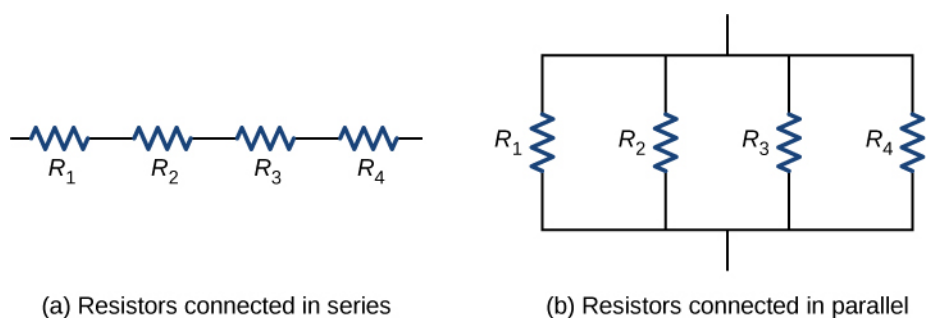 R1 R2 R3 R4
(a) Resistors connected in series
R1 R2 R3 R4
(b) Resistors connected in parallel